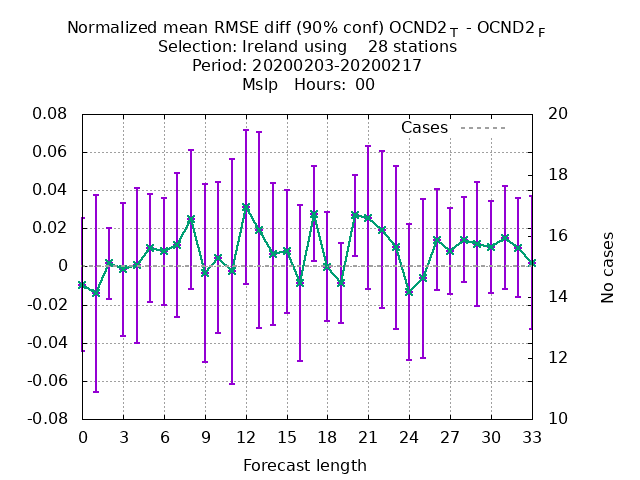 Normalized mean RMSE diff (90% conf) OCND2T - OCND2F
Selection: Ireland using 28 stations
Period: 20200203-20200217
Mslp Hours: 00
Cases
0.08
0.06
0.04
0.02
0
-0.02
-0.04
-0.06
-0.08
20
18
16
14
12
10
No cases
0 3 6 9 12 15 18 21 24 27 30 33
Forecast length